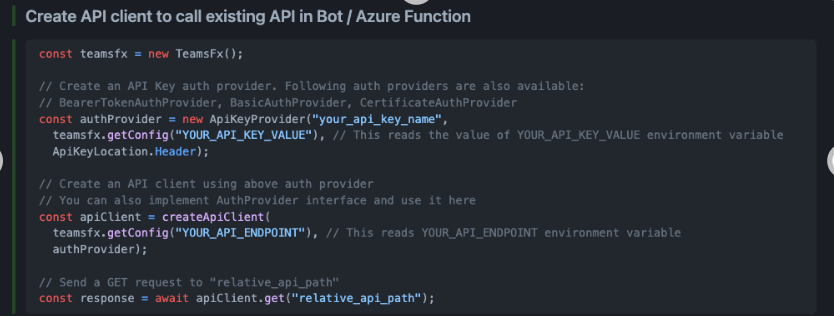 Create API client to call existing API in Bot / Azure Function
const teamsfx = new TeamsFx();
// Create an API Key auth provider. Following auth providers are also available:
// BearerTokenAuthProvider, BasicAuthProvider, CertificateAuthProvider
const authProvider = new ApiKeyProvider("your_api_key_name",
  teamsfx.getConfig("YOUR_API_KEY_VALUE"), // This reads the value of YOUR_API_KEY_VALUE environment variable
  ApiKeyLocation.Header);
// Create an API client using above auth provider
// You can also implement AuthProvider interface and use it here
const apiClient = createApiClient(
  teamsfx.getConfig("YOUR_API_ENDPOINT"), // This reads YOUR_API_ENDPOINT environment variable
  authProvider);
// Send a GET request to "relative_api_path"
const response = await apiClient.get("relative_api_path");